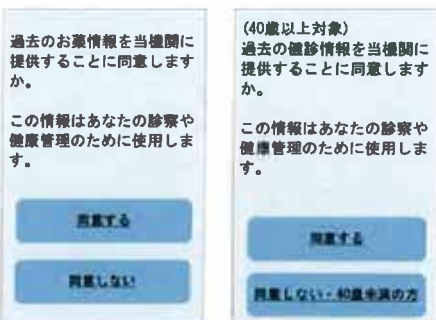 過去のお薬情報を当機関に
提供することに同意します
か。
この情報はあなたの診察や
健康管理のために使用しま
す。
同意する
同意しない
(40歳以上対象)
過去の健診情報を当機関に
提供することに同意します
か。
この情報はあなたの診察や
健康管理のために使用しま
す。
同意する
同意しない・40歳未満の方